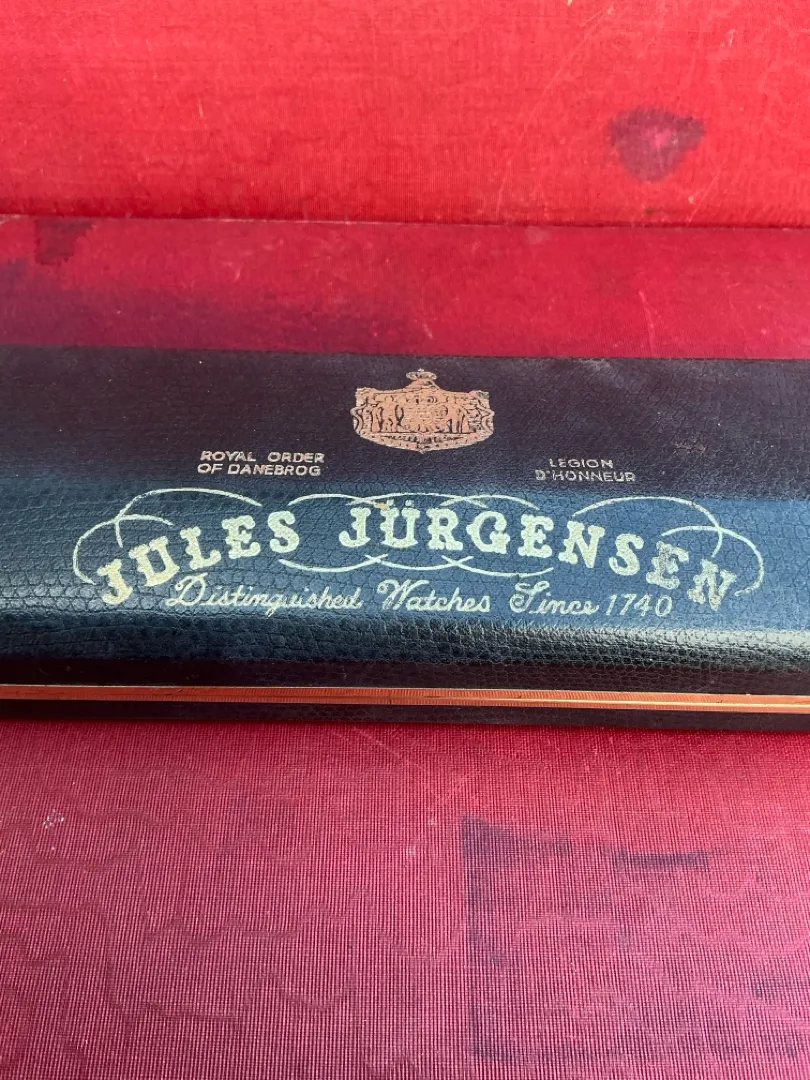 ROYAL ORDER
OF DANEBROG
LEGION
D'HONNEUR
JULES JÜRGENSEN
Distinguished Watches Since 1740